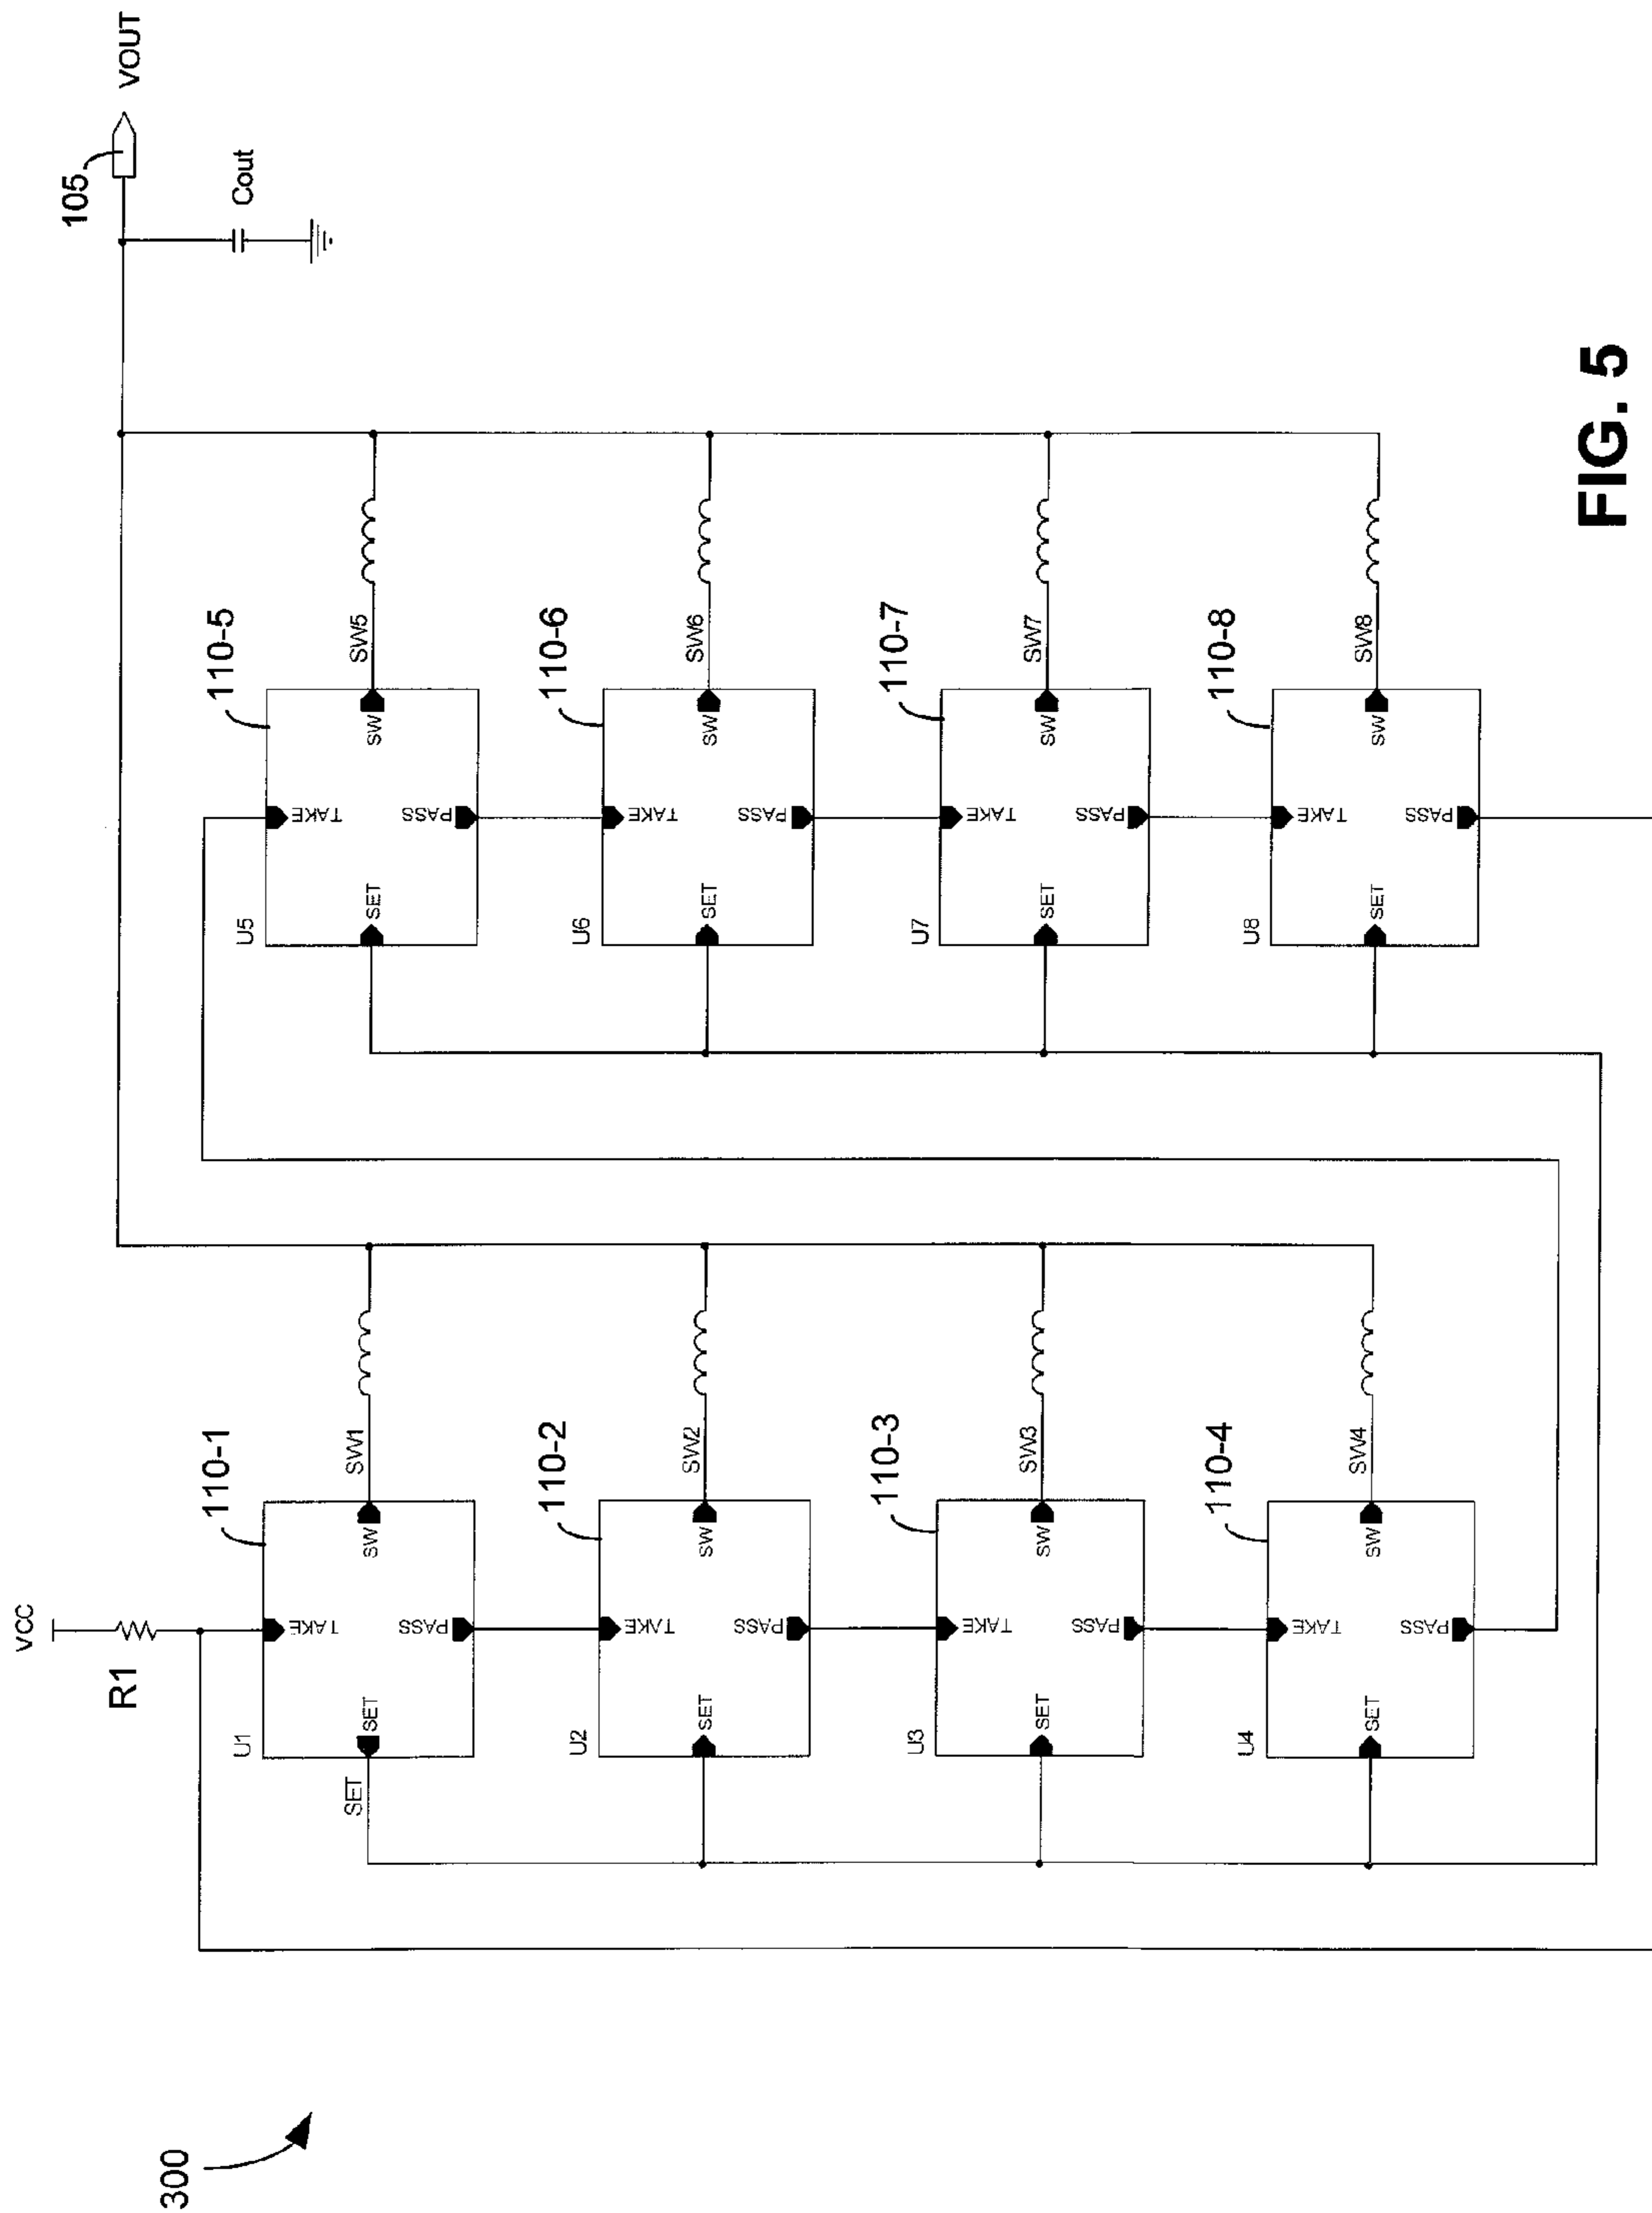 300
VCC
R1
105
VOUT
Cout
110-1
U1
TAKE
SET
SET
SW
SW1
PASS
110-2
U2
TAKE
SET
SW
SW2
PASS
110-3
U3
TAKE
SET
SW
SW3
PASS
110-4
U4
TAKE
SET
SW
SW4
PASS
110-5
U5
TAKE
SET
SW
SW5
PASS
110-6
U6
TAKE
SET
SW
SW6
PASS
110-7
U7
TAKE
SET
SW
SW7
PASS
110-8
U8
TAKE
SET
SW
SW8
PASS
FIG. 5